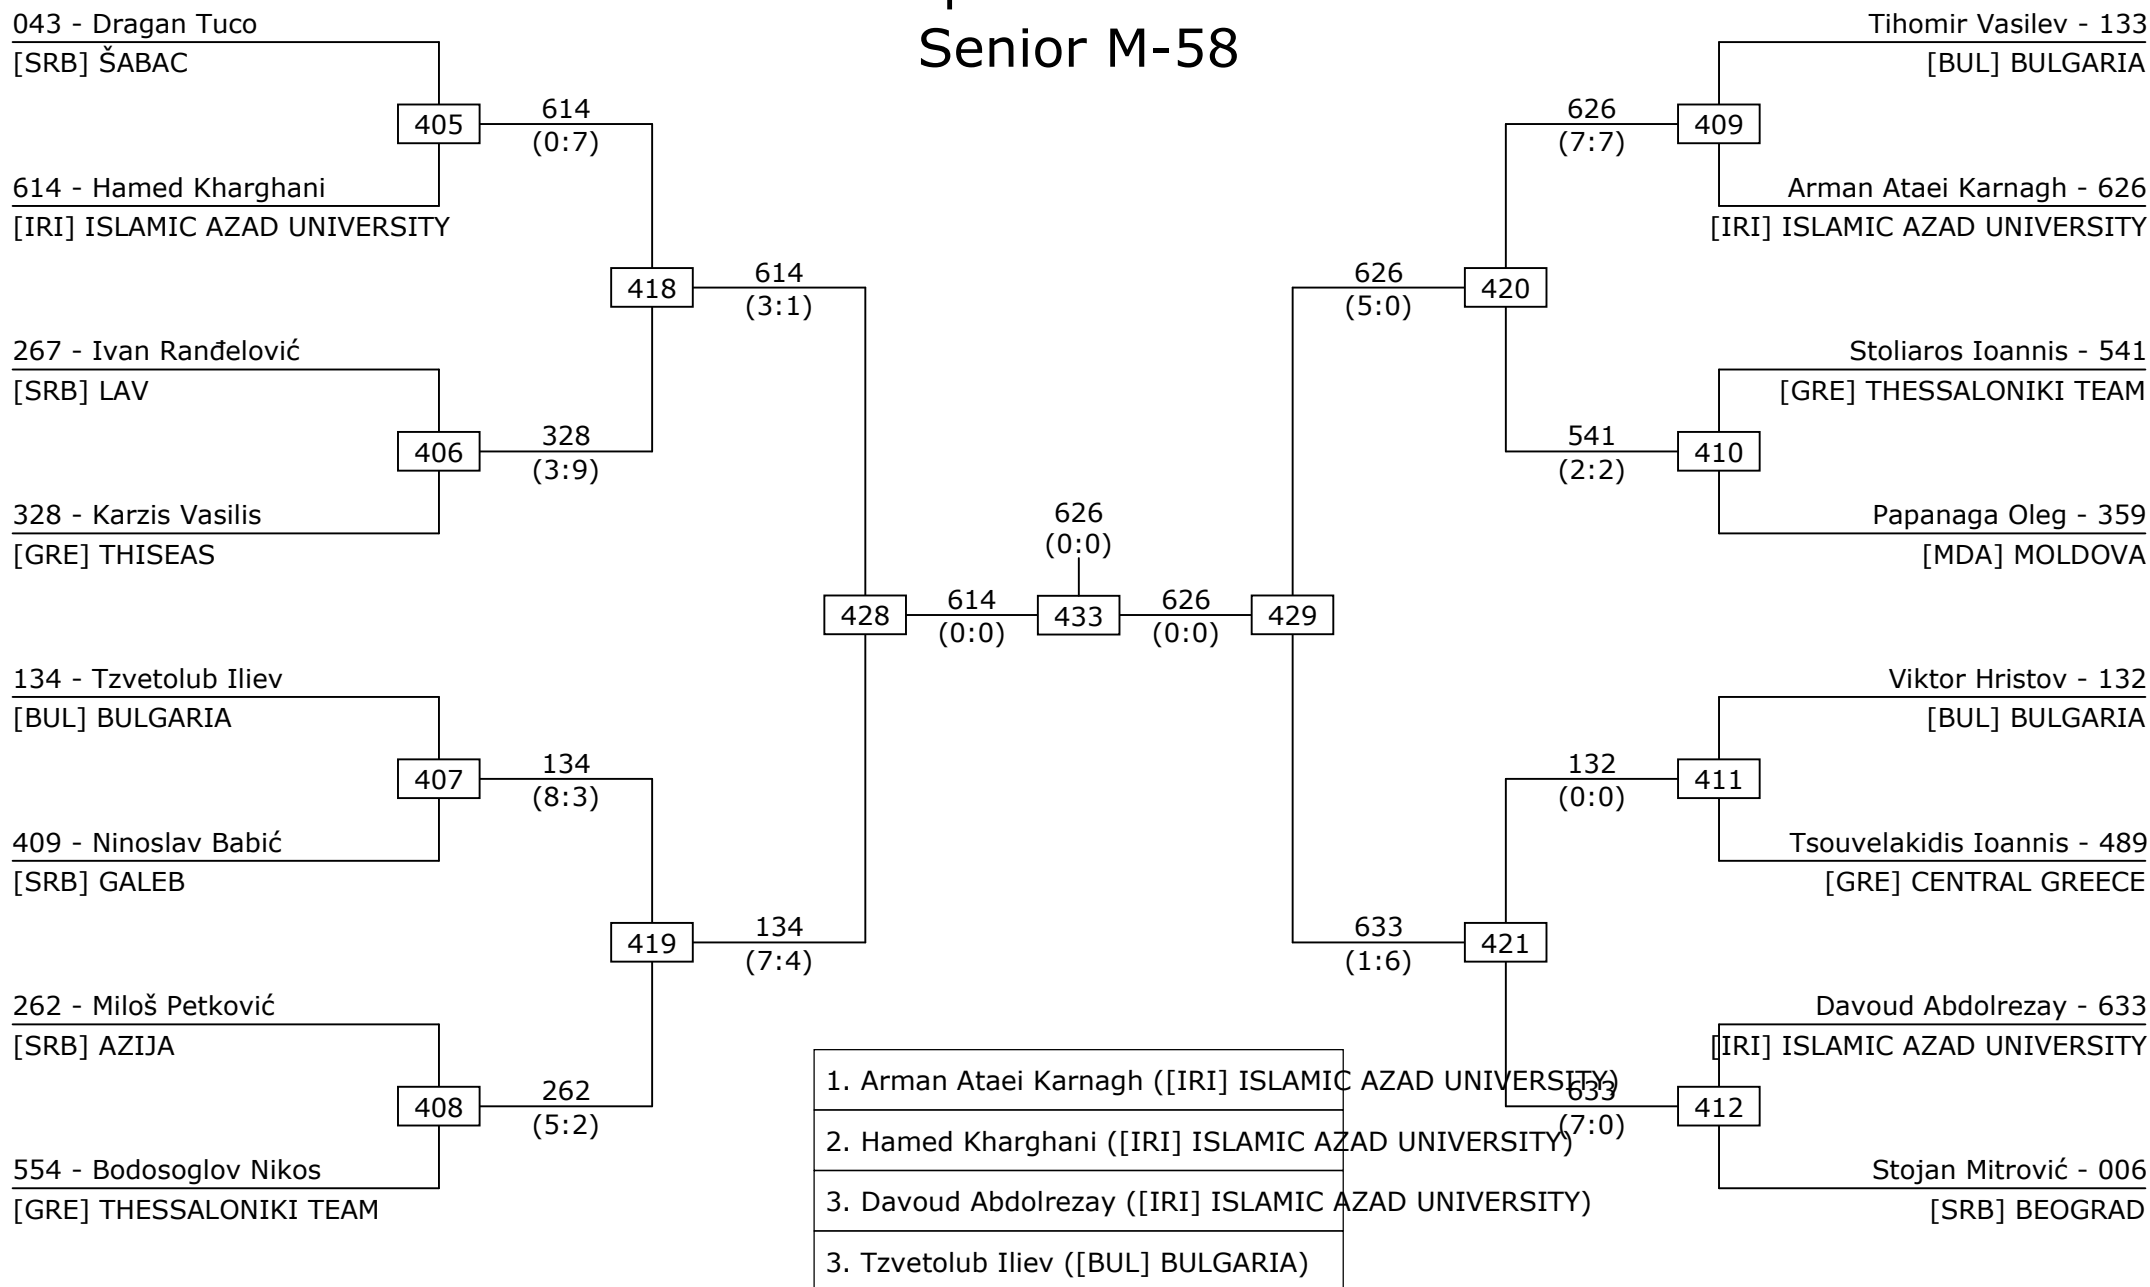 Senior M-58
043 - Dragan Tuco
[SRB] ŠABAC
405
614
(0:7)
614 - Hamed Kharghani
[IRI] ISLAMIC AZAD UNIVERSITY
418
614
(3:1)
267 - Ivan Ranđelović
[SRB] LAV
406
328
(3:9)
328 - Karzis Vasilis
[GRE] THISEAS
428
614
(0:0)
134 - Tzvetolub Iliev
[BUL] BULGARIA
407
134
(8:3)
409 - Ninoslav Babić
[SRB] GALEB
419
134
(7:4)
262 - Miloš Petković
[SRB] AZIJA
408
262
(5:2)
554 - Bodosoglov Nikos
[GRE] THESSALONIKI TEAM
626
(0:0)
433
Tihomir Vasilev - 133
[BUL] BULGARIA
626
(7:7)
409
Arman Ataei Karnagh - 626
[IRI] ISLAMIC AZAD UNIVERSITY
626
(5:0)
420
Stoliaros Ioannis - 541
[GRE] THESSALONIKI TEAM
541
(2:2)
410
Papanaga Oleg - 359
[MDA] MOLDOVA
626
(0:0)
429
Viktor Hristov - 132
[BUL] BULGARIA
132
(0:0)
411
Tsouvelakidis Ioannis - 489
[GRE] CENTRAL GREECE
633
(1:6)
421
Davoud Abdolrezay - 633
[IRI] ISLAMIC AZAD UNIVERSITY
633
(7:0)
412
Stojan Mitrović - 006
[SRB] BEOGRAD
1. Arman Ataei Karnagh ([IRI] ISLAMIC AZAD UNIVERSITY)
2. Hamed Kharghani ([IRI] ISLAMIC AZAD UNIVERSITY)
3. Davoud Abdolrezay ([IRI] ISLAMIC AZAD UNIVERSITY)
3. Tzvetolub Iliev ([BUL] BULGARIA)